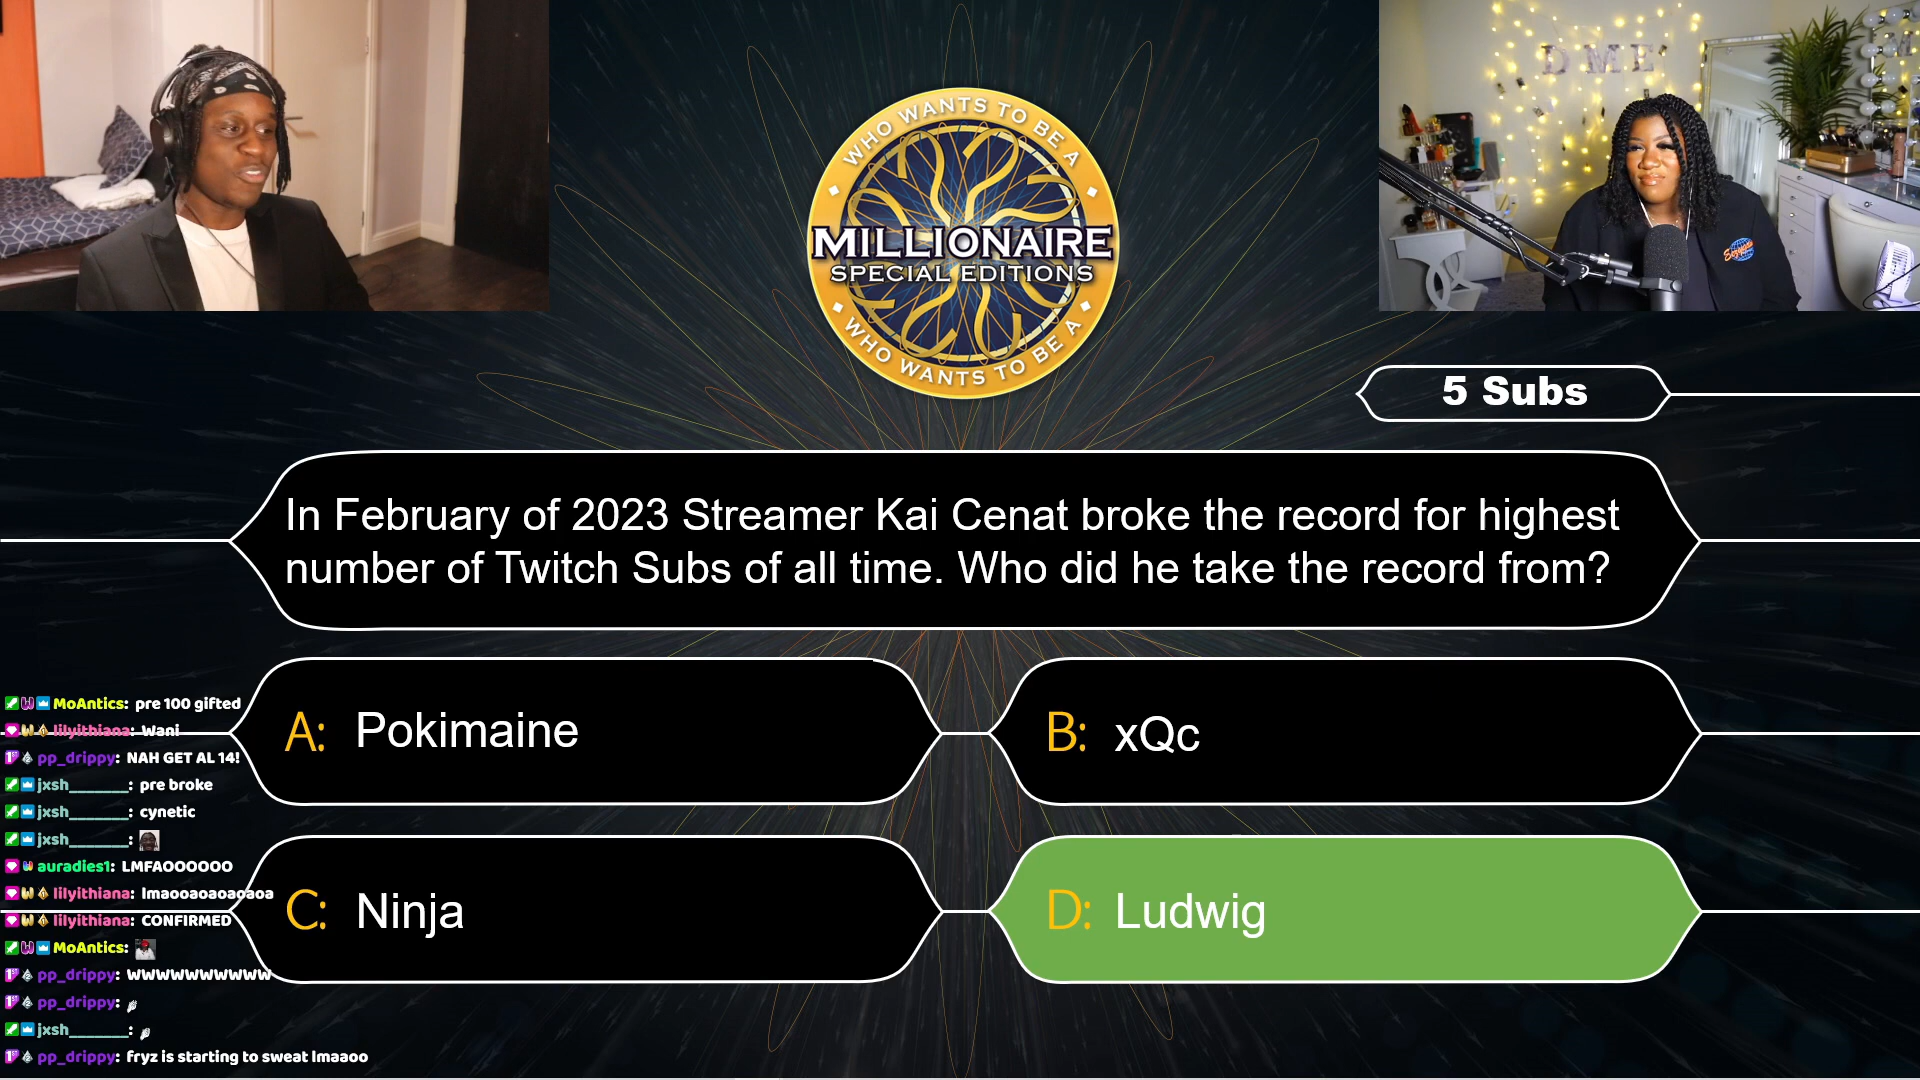 D M E
WHO WANTS TO BE A
MILLIONAIRE
SPECIAL EDITIONS
WHO WANTS TO BE A
5 Subs
In February of 2023 Streamer Kai Cenat broke the record for highest
number of Twitch Subs of all time. Who did he take the record from?
A: Pokimaine
B: xQc
C: Ninja
D: Ludwig
MoAntics: pre 100 gifted
lilyithiana: Wani
pp_drippy: NAH GET AL 14!
jxsh_______: pre broke
jxsh_______: cynetic
jxsh_______:
auradies1: LMFAOOOOOO
lilyithiana: lmaooaoaoaoaoa
lilyithiana: CONFIRMED
MoAntics:
pp_drippy: WWWWWWWWWW
pp_drippy:
jxsh_______:
pp_drippy: fryz is starting to sweat lmaaoo